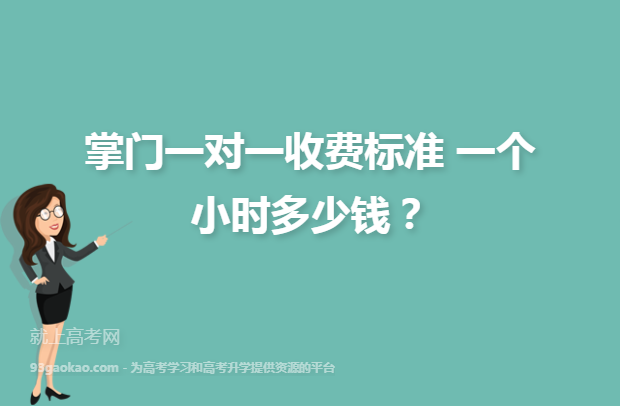 掌门一对一收费标准 一个
小时多少钱？
就上高考网
93gaokao.com - 为高考学习和高考升学提供资源的平台